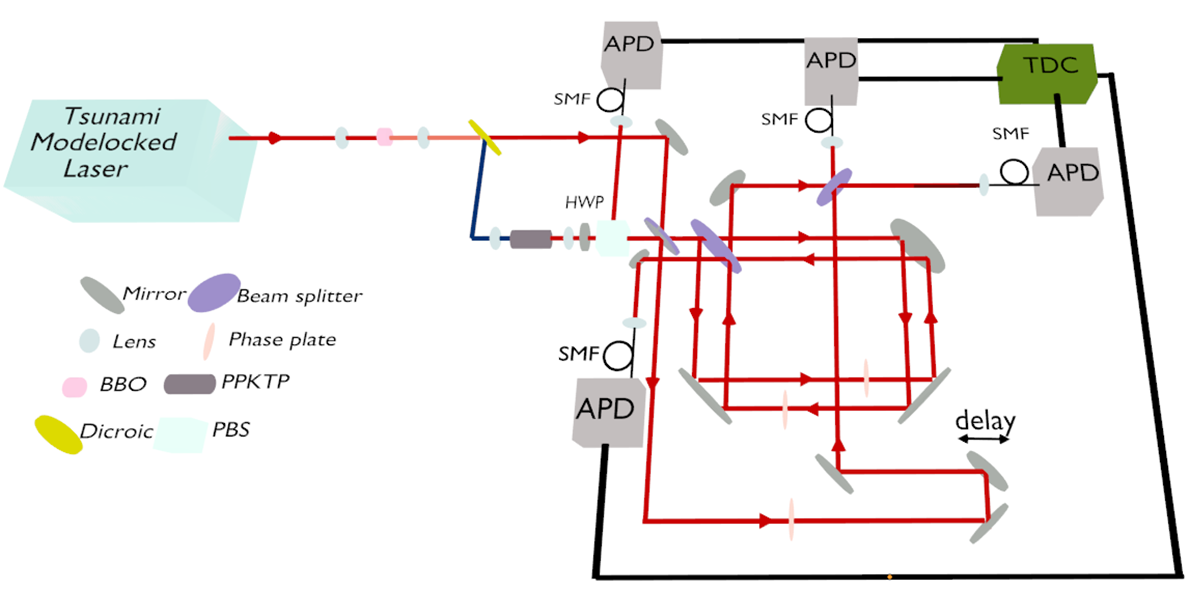 Tsunami
Modelocked
Laser
APD
APD
TDC
SMF
SMF
SMF
APD
HWP
Mirror
Beam splitter
Lens
Phase plate
SMF
BBO
PPKTP
APD
Dicroic
PBS
delay